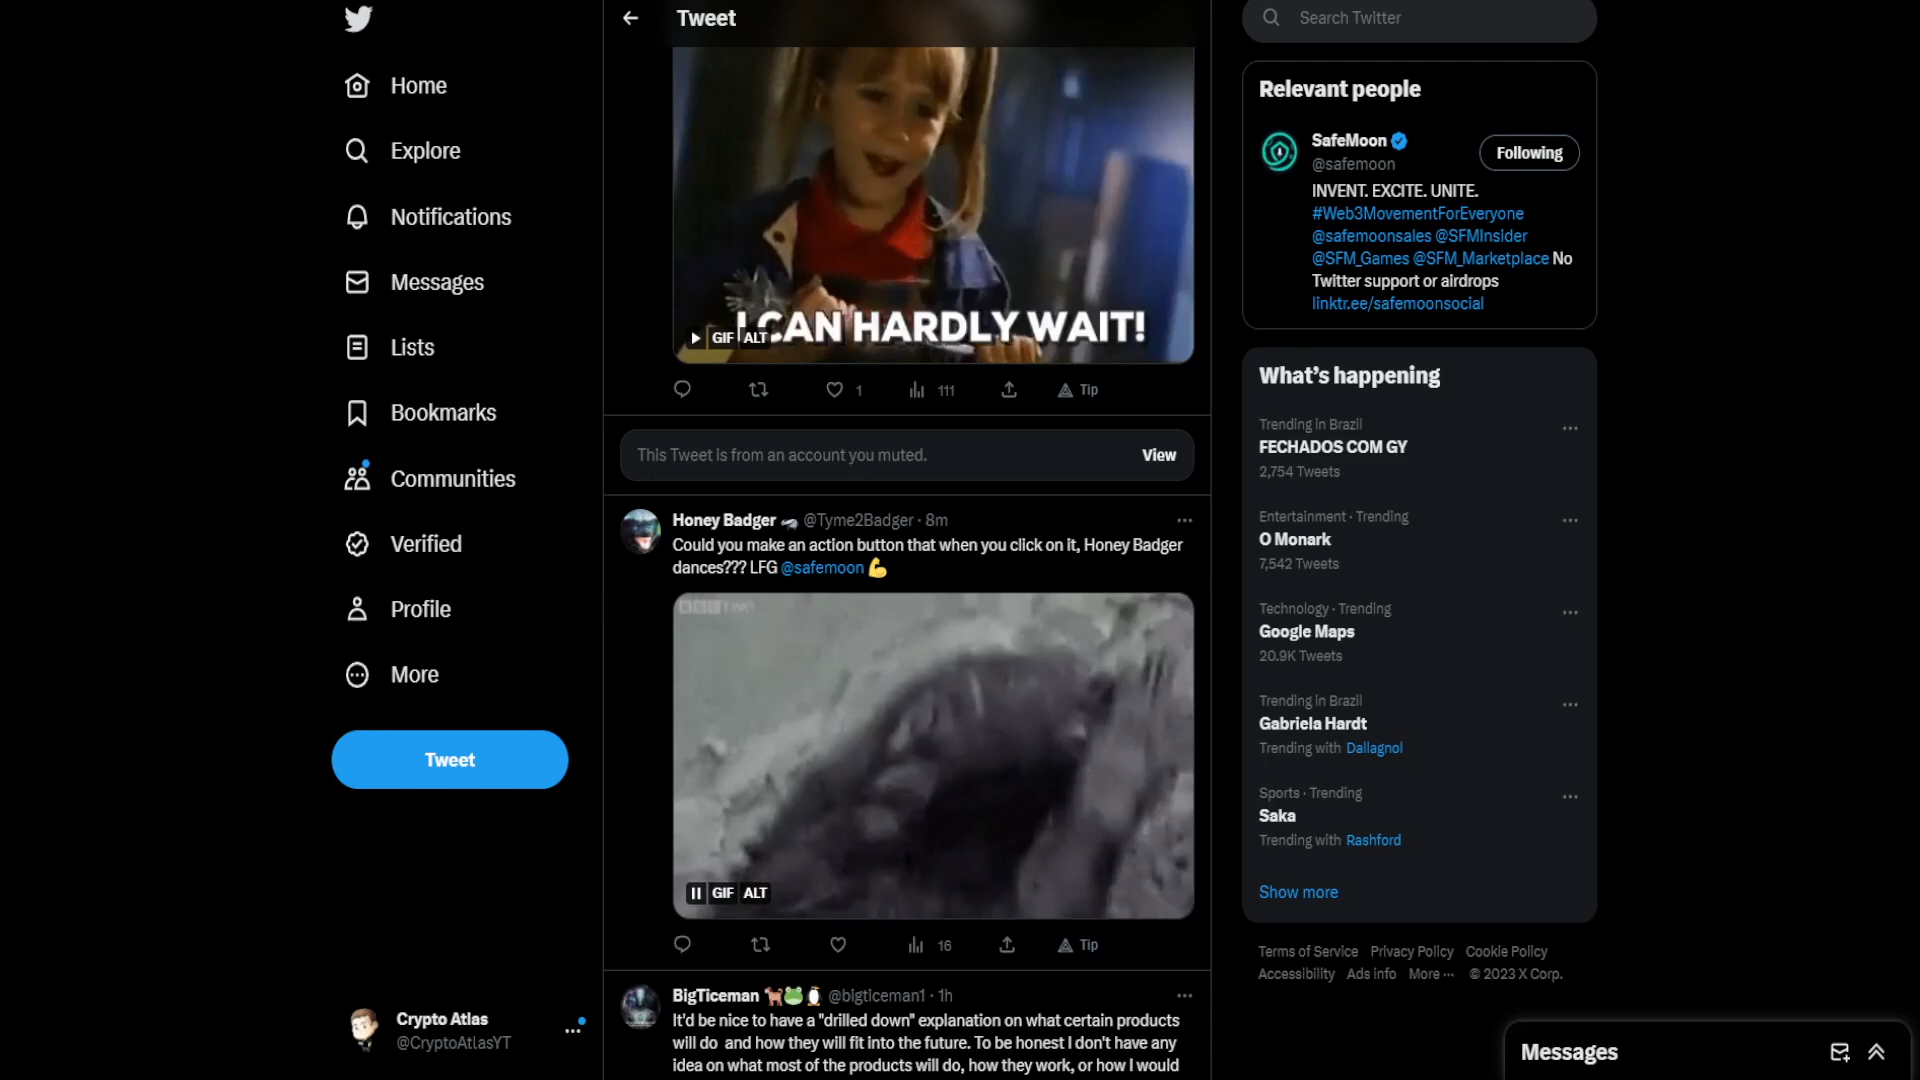 Home
Explore
Notifications
Messages
Lists
Bookmarks
Communities
Verified
Profile
More
Tweet
Crypto Atlas
@CryptoAtlasYT
Tweet
I CAN HARDLY WAIT!
GIF ALT
1
111
Tip
This Tweet is from an account you muted.
View
Honey Badger @Tyme2Badger · 8m
Could you make an action button that when you click on it, Honey Badger
dances??? LFG @safemoon 💪
BBC TWO
GIF ALT
16
Tip
BigTiceman 🐕🐸🐧 @bigticeman1 · 1h
It'd be nice to have a "drilled down" explanation on what certain products
will do and how they will fit into the future. To be honest I don't have any
idea on what most of the products will do, how they work, or how I would
Search Twitter
Relevant people
SafeMoon
@safemoon
Following
INVENT. EXCITE. UNITE.
#Web3MovementForEveryone
@safemoonsales @SFMInsider
@SFM_Games @SFM_Marketplace No
Twitter support or airdrops
linktr.ee/safemoonsocial
What's happening
Trending in Brazil
FECHADOS COM GY
2,754 Tweets
Entertainment · Trending
O Monark
7,542 Tweets
Technology · Trending
Google Maps
20.9K Tweets
Trending in Brazil
Gabriela Hardt
Trending with Dallagnol
Sports · Trending
Saka
Trending with Rashford
Show more
Terms of Service Privacy Policy Cookie Policy
Accessibility Ads info More ··· © 2023 X Corp.
Messages